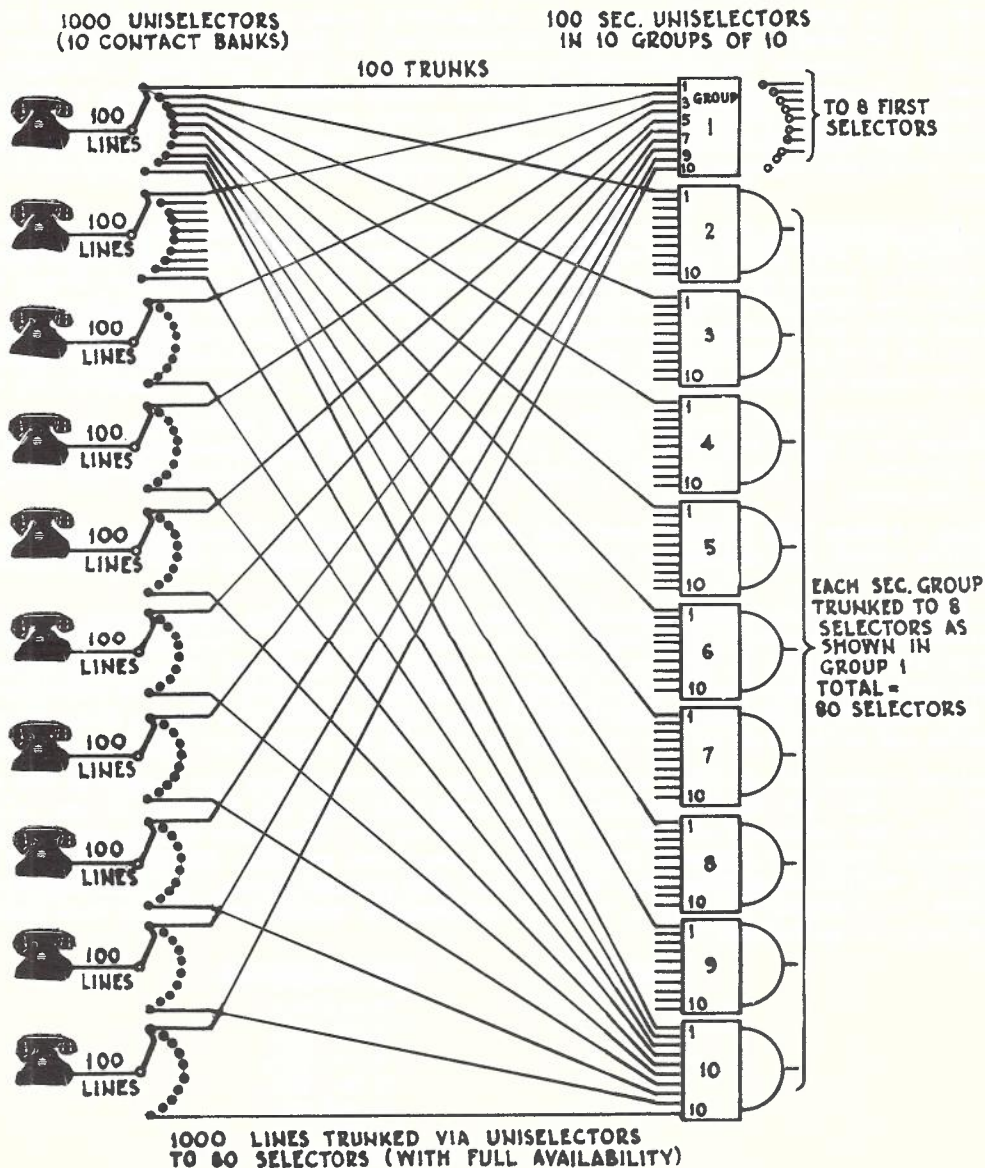 1000 UNISELECTORS
(10 CONTACT BANKS)
100 SEC. UNISELECTORS
IN 10 GROUPS OF 10
100 TRUNKS
100
LINES
1
3
5
7
9
10
GROUP
1
TO 8 FIRST
SELECTORS
100
LINES
1
2
10
100
LINES
1
3
10
100
LINES
1
4
10
100
LINES
1
5
10
EACH SEC. GROUP
TRUNKED TO 8
SELECTORS AS
SHOWN IN
GROUP 1
TOTAL =
80 SELECTORS
100
LINES
1
6
10
100
LINES
1
7
10
100
LINES
1
8
10
100
LINES
1
9
10
100
LINES
1
10
10
1000 LINES TRUNKED VIA UNISELECTORS
TO 80 SELECTORS (WITH FULL AVAILABILITY)